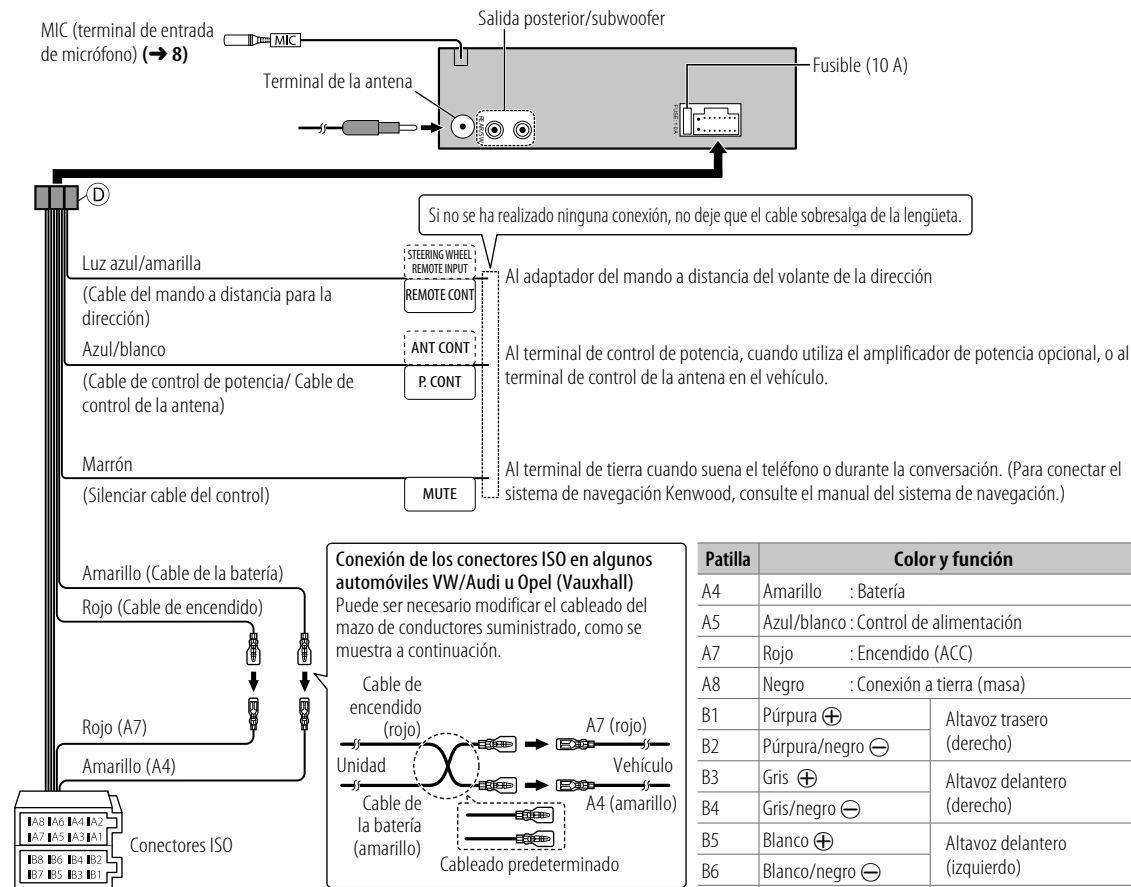 MIC (terminal de entrada
de micrófono) (➜ 8)
MIC
Salida posterior/subwoofer
Terminal de la antena
Fusible (10 A)
REAR/SW
FUSE: 10A
D
Si no se ha realizado ninguna conexión, no deje que el cable sobresalga de la lengüeta.
Luz azul/amarilla
(Cable del mando a distancia para la
dirección)
STEERING WHEEL
REMOTE INPUT
REMOTE CONT
Al adaptador del mando a distancia del volante de la dirección
Azul/blanco
(Cable de control de potencia/ Cable de
control de la antena)
ANT CONT
P. CONT
Al terminal de control de potencia, cuando utiliza el amplificador de potencia opcional, o al
terminal de control de la antena en el vehículo.
Marrón
(Silenciar cable del control)
MUTE
Al terminal de tierra cuando suena el teléfono o durante la conversación. (Para conectar el
sistema de navegación Kenwood, consulte el manual del sistema de navegación.)
Amarillo (Cable de la batería)
Rojo (Cable de encendido)
Rojo (A7)
Amarillo (A4)
A8 A6 A4 A2
A7 A5 A3 A1
B8 B6 B4 B2
B7 B5 B3 B1
Conectores ISO
Conexión de los conectores ISO en algunos
automóviles VW/Audi u Opel (Vauxhall)
Puede ser necesario modificar el cableado del
mazo de conductores suministrado, como se
muestra a continuación.
Cable de
encendido
(rojo)
A7 (rojo)
Unidad
Vehículo
Cable de
la batería
(amarillo)
A4 (amarillo)
Cableado predeterminado
Patilla Color y función
A4 Amarillo : Batería
A5 Azul/blanco : Control de alimentación
A7 Rojo : Encendido (ACC)
A8 Negro : Conexión a tierra (masa)
B1 Púrpura ⊕ Altavoz trasero
B2 Púrpura/negro ⊖ (derecho)
B3 Gris ⊕ Altavoz delantero
B4 Gris/negro ⊖ (derecho)
B5 Blanco ⊕ Altavoz delantero
B6 Blanco/negro ⊖ (izquierdo)